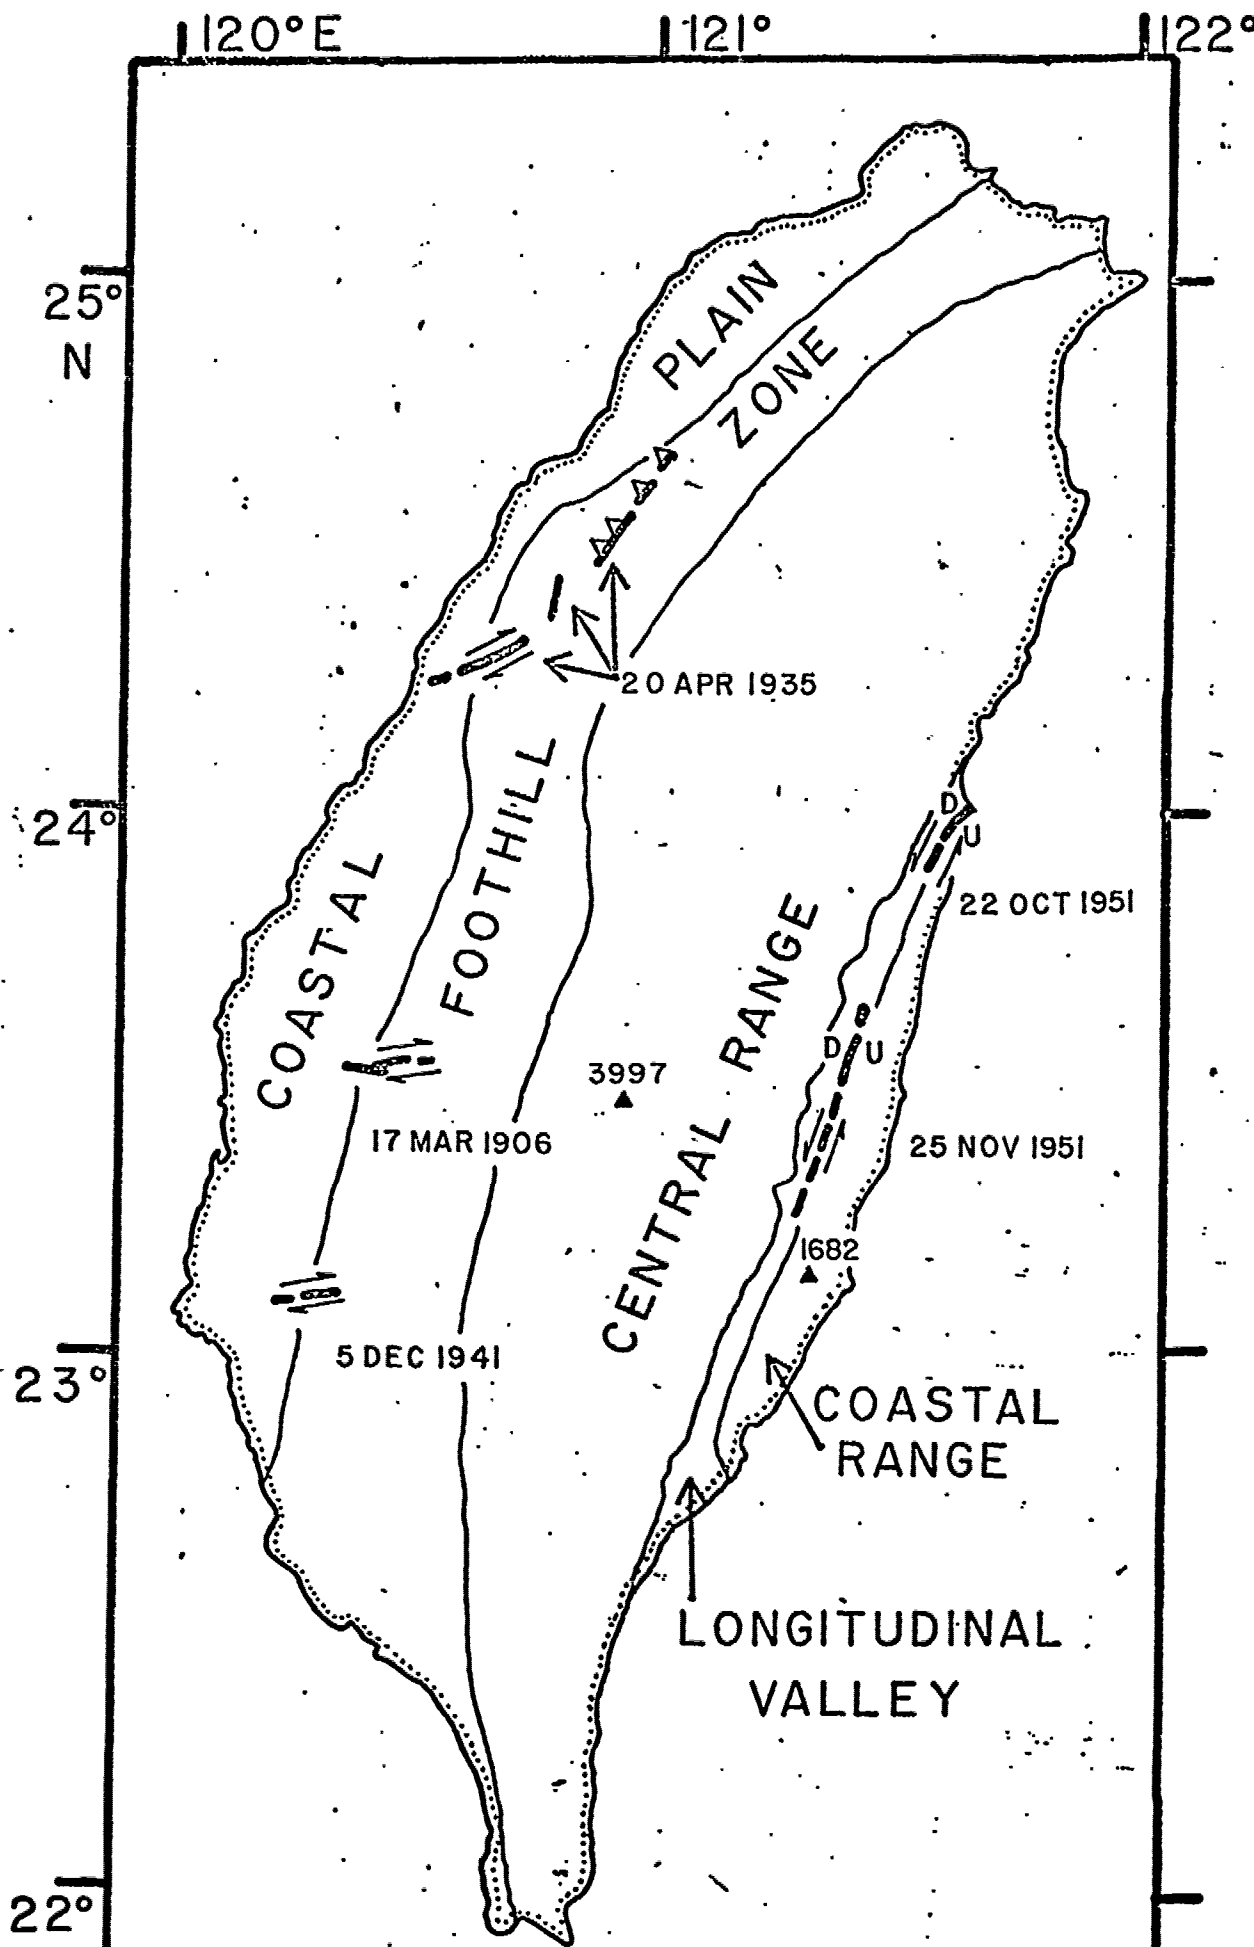 120°E
121°
122°
25°
N
PLAIN
ZONE
20 APR 1935
24°
COASTAL
FOOTHILL
D
U
22 OCT 1951
CENTRAL RANGE
D
U
3997
17 MAR 1906
25 NOV 1951
1682
5 DEC 1941
23°
COASTAL
RANGE
LONGITUDINAL
VALLEY
22°